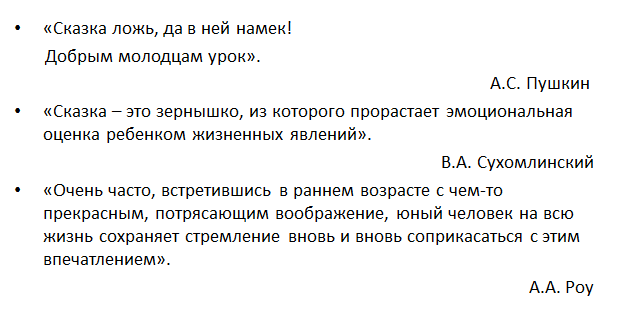 • «Сказка ложь, да в ней намек!
Добрым молодцам урок».
А.С. Пушкин
• «Сказка – это зернышко, из которого прорастает эмоциональная
оценка ребенком жизненных явлений».
В.А. Сухомлинский
• «Очень часто, встретившись в раннем возрасте с чем-то
прекрасным, потрясающим воображение, юный человек на всю
жизнь сохраняет стремление вновь и вновь соприкасаться с этим
впечатлением».
А.А. Роу